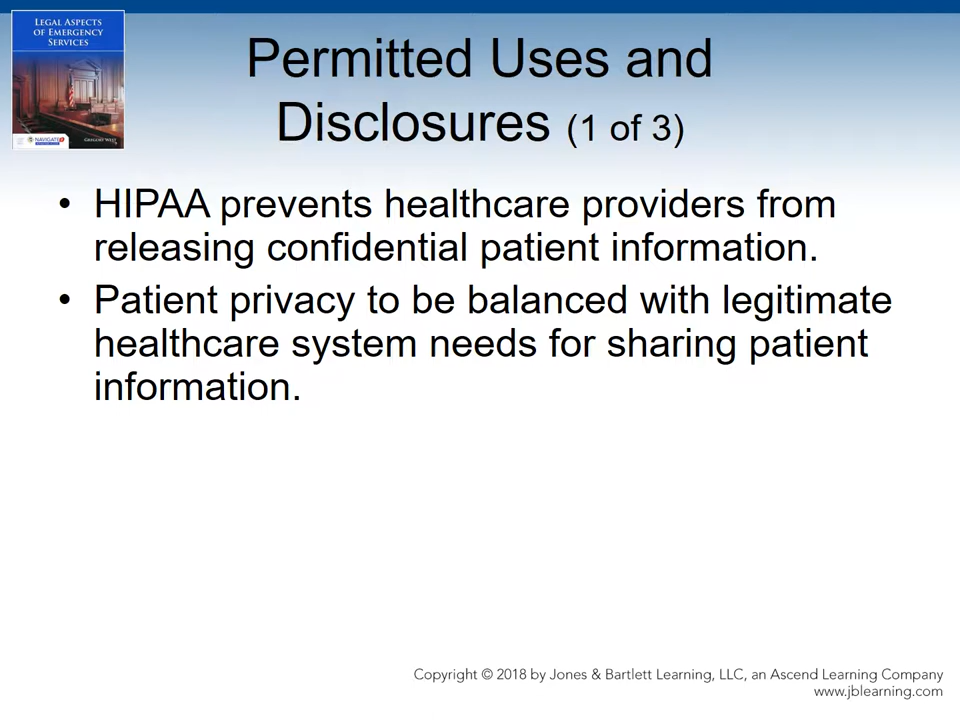 LEGAL ASPECTS
OF EMERGENCY
SERVICES
NAVIGATE
GREGORY WEST
Permitted Uses and
Disclosures (1 of 3)
• HIPAA prevents healthcare providers from
releasing confidential patient information.
• Patient privacy to be balanced with legitimate
healthcare system needs for sharing patient
information.
Copyright © 2018 by Jones & Bartlett Learning, LLC, an Ascend Learning Company
www.jblearning.com